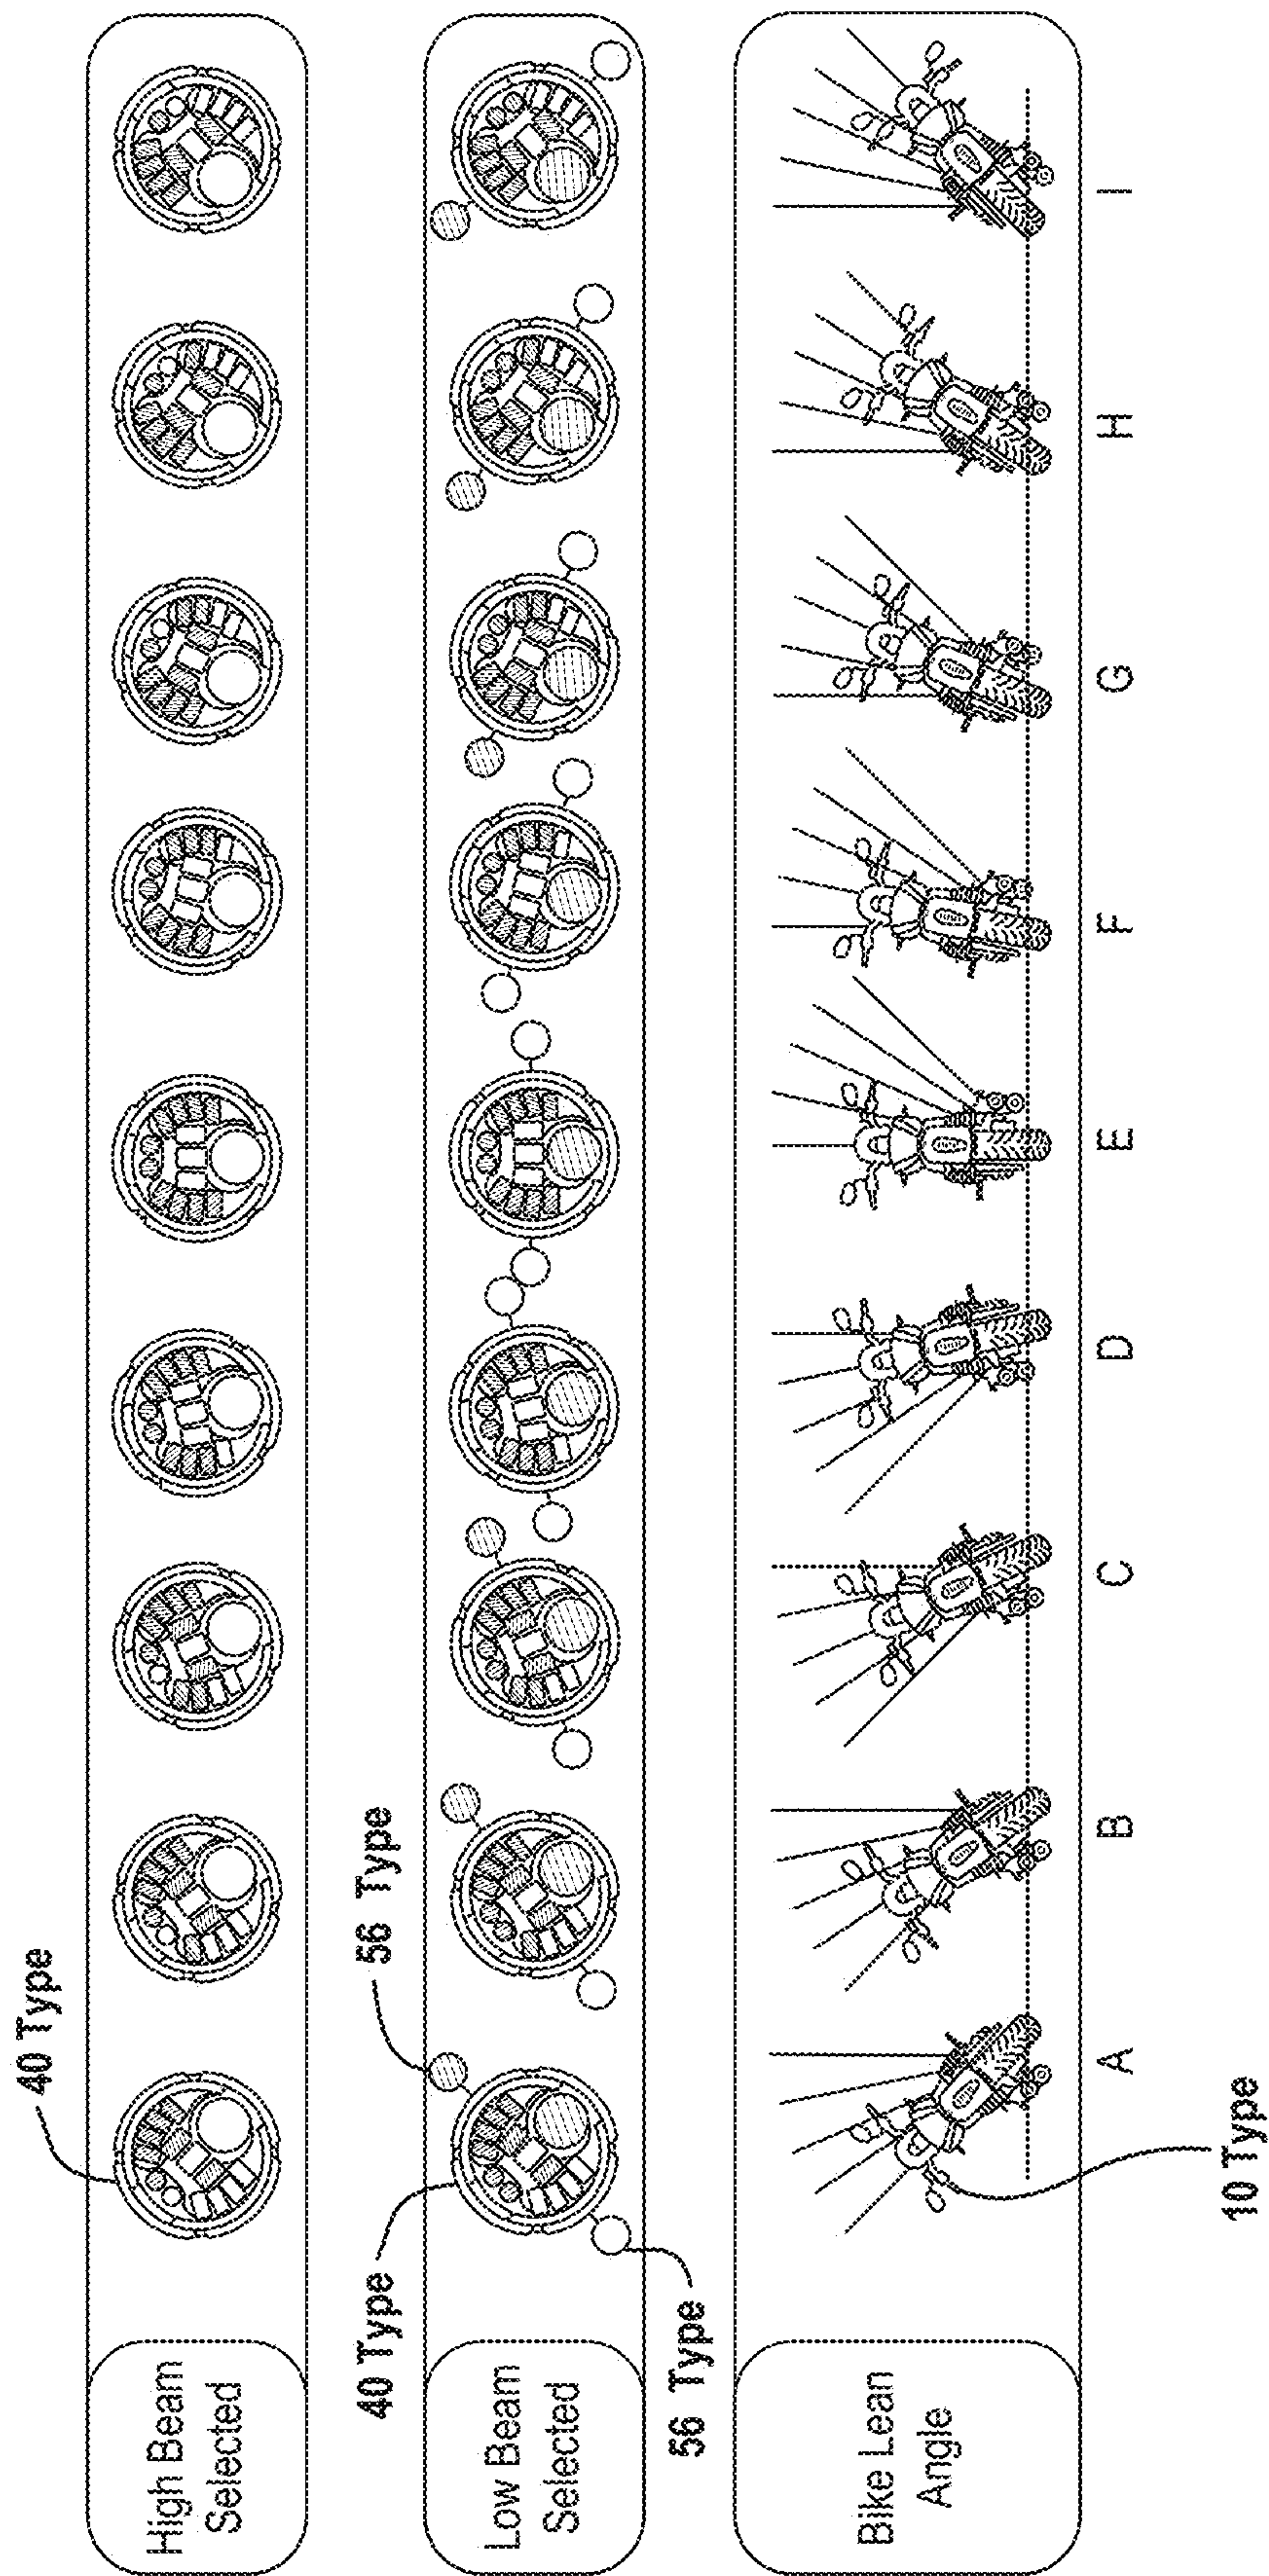 40 Type
High Beam
Selected
56 Type
40 Type
Low Beam
Selected
56 Type
Bike Lean
Angle
A
B
C
D
E
F
G
H
I
10 Type